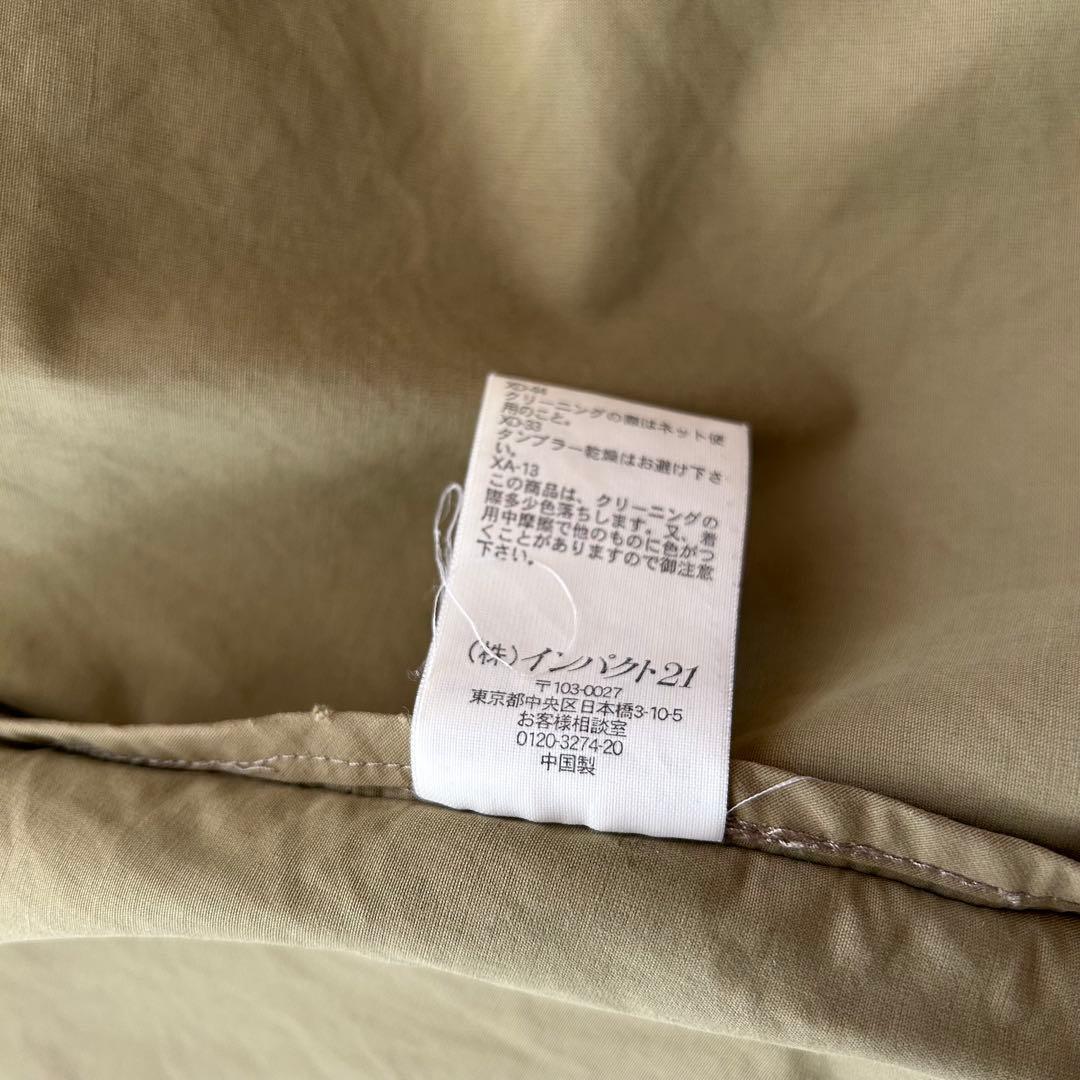 クリーニングの際はネット使
用のこと。
XD-33
タンブラー乾燥はお避け下さ
い。
XA-13
この商品は、クリーニングの
際多少色落ちします。又、着
用中摩擦で他のものに色がつ
くことがありますので御注意
下さい。
(株)インパクト21
〒103-0027
東京都中央区日本橋3-10-5
お客様相談室
0120-3274-20
中国製